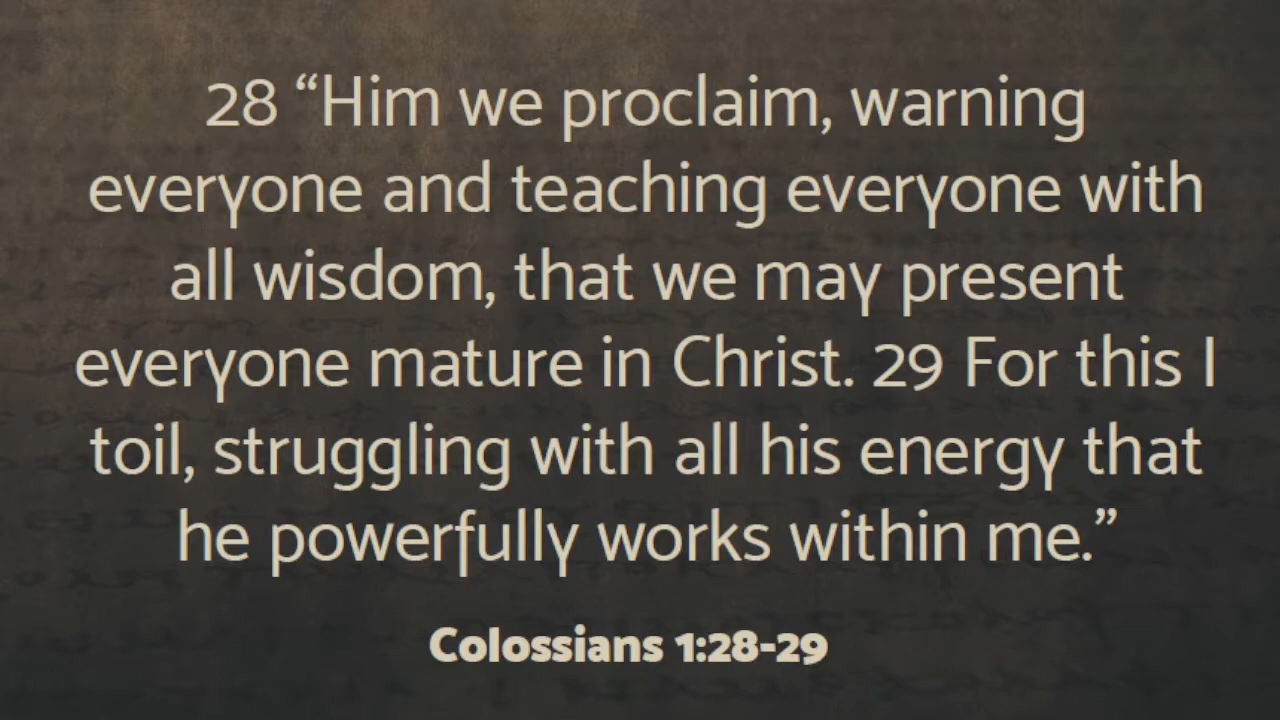 28 “Him we proclaim, warning
everyone and teaching everyone with
all wisdom, that we may present
everyone mature in Christ. 29 For this I
toil, struggling with all his energy that
he powerfully works within me.”
Colossians 1:28-29